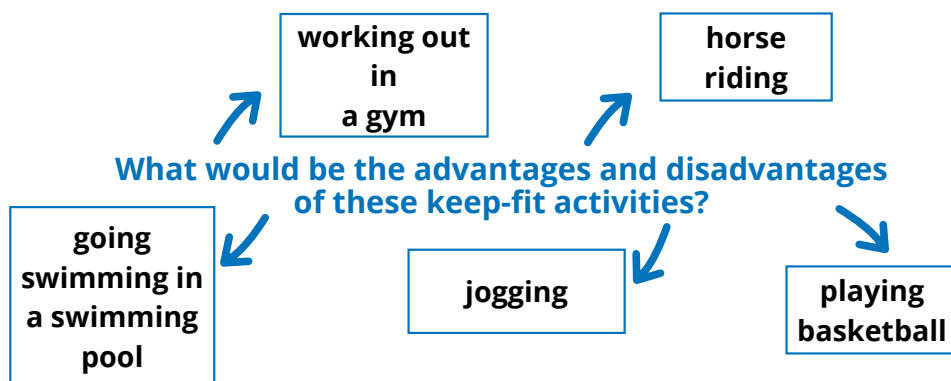 working out
in
a gym
horse
riding
What would be the advantages and disadvantages
of these keep-fit activities?
going
swimming in
a swimming
pool
jogging
playing
basketball